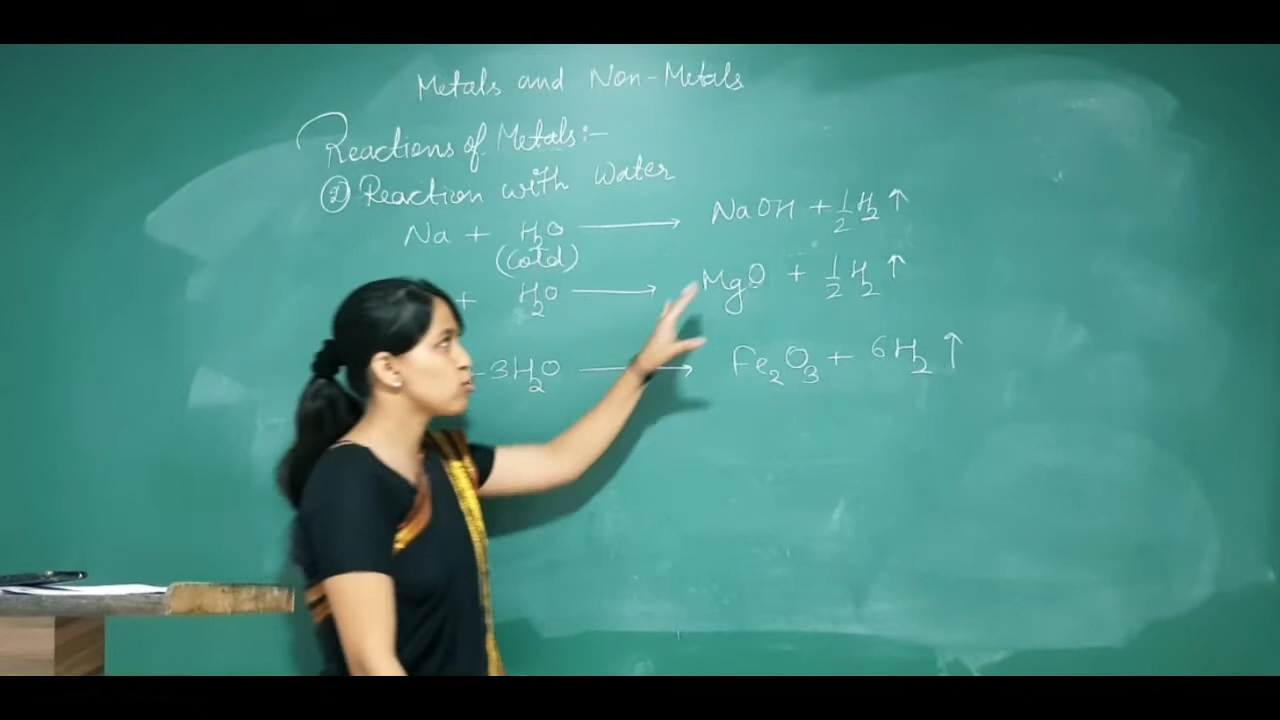 Metals and Non-Metals
Reactions of Metals:-
② Reaction with Water
Na + H₂O ⟶ NaOH + 1/2 H₂ ↑
(Cold)
+ H₂O ⟶ MgO + 1/2 H₂ ↑
3H₂O ⟶ Fe₂O₃ + 6H₂ ↑